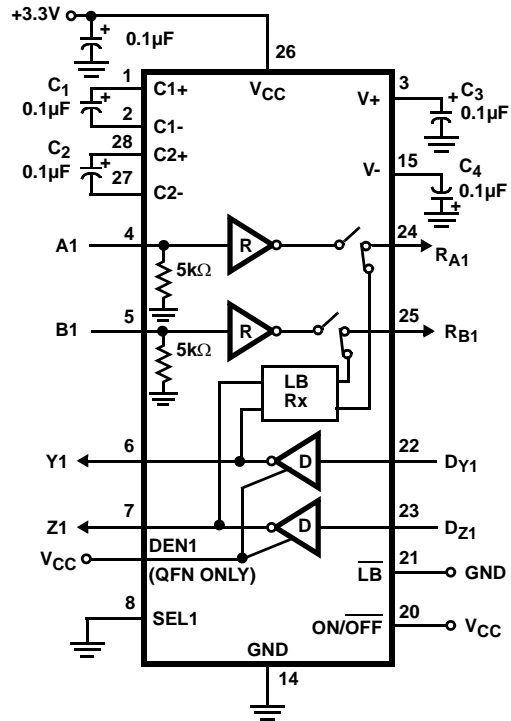 +3.3V
0.1µF
26
1
C1
0.1µF
C1+
VCC
3
V+
C3
0.1µF
2
C1-
28
C2
0.1µF
C2+
27
C2-
15
V-
C4
0.1µF
A1
4
R
24
RA1
5kΩ
B1
5
R
25
RB1
5kΩ
LB
Rx
Y1
6
D
22
DY1
Z1
7
D
23
DZ1
VCC
DEN1
(QFN ONLY)
LB
21
GND
8
SEL1
ON/OFF
20
VCC
GND
14